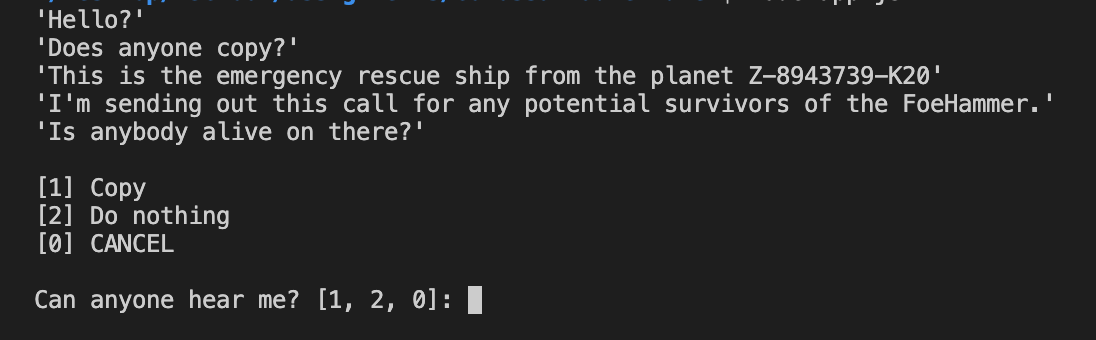 'Hello?'
'Does anyone copy?'
'This is the emergency rescue ship from the planet Z-8943739-K20'
'I'm sending out this call for any potential survivors of the FoeHammer.'
'Is anybody alive on there?'
[1] Copy
[2] Do nothing
[0] CANCEL
Can anyone hear me? [1, 2, 0]: